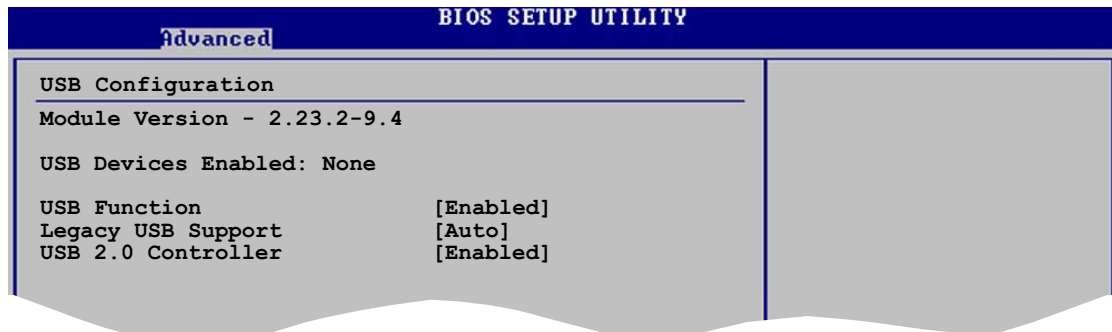 BIOS SETUP UTILITY
Advanced
USB Configuration
Module Version - 2.23.2-9.4
USB Devices Enabled: None
USB Function [Enabled]
Legacy USB Support [Auto]
USB 2.0 Controller [Enabled]